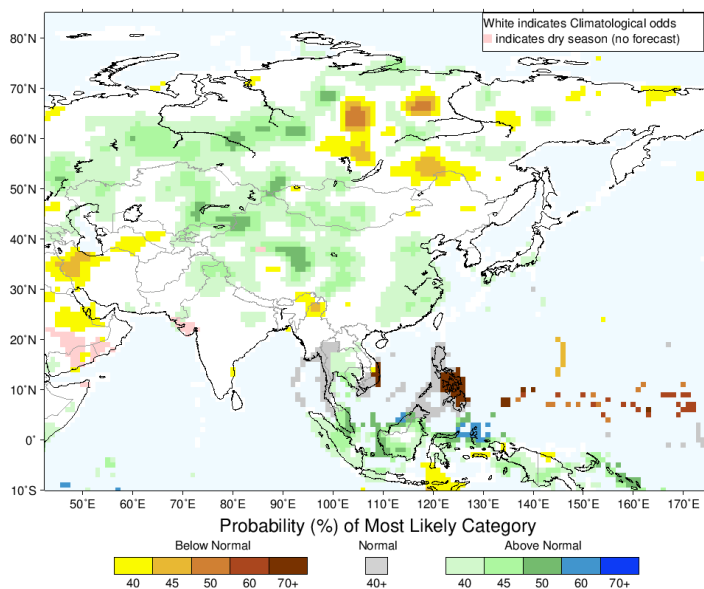 White indicates Climatological odds
indicates dry season (no forecast)
80°N
70°N
60°N
50°N
40°N
30°N
20°N
10°N
0°
10°S
50°E
60°E
70°E
80°E
90°E
100°E
110°E
120°E
130°E
140°E
150°E
160°E
170°E
Probability (%) of Most Likely Category
Below Normal
Normal
Above Normal
40 45 50 60 70+
40+
40 45 50 60 70+